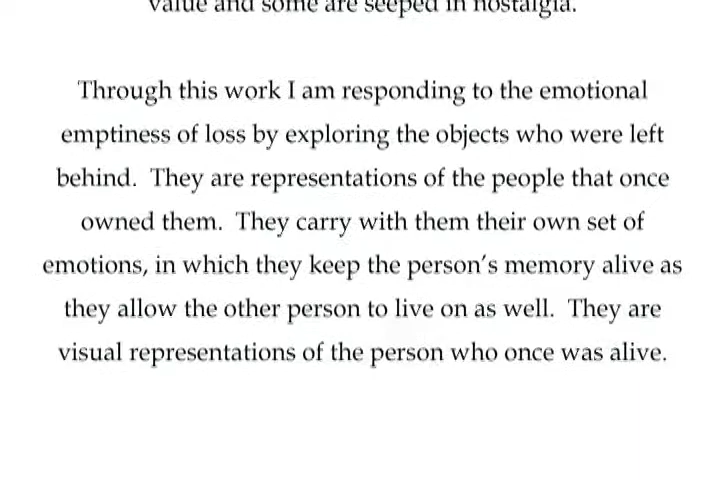 value and some are seeped in nostalgia.
Through this work I am responding to the emotional
emptiness of loss by exploring the objects who were left
behind.  They are representations of the people that once
owned them.  They carry with them their own set of
emotions, in which they keep the person’s memory alive as
they allow the other person to live on as well.  They are
visual representations of the person who once was alive.